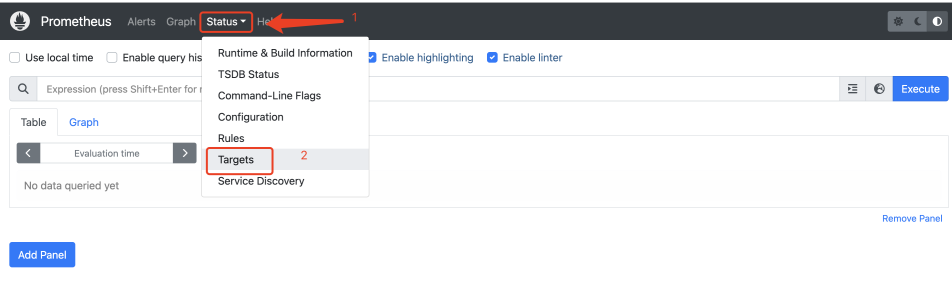 Prometheus Alerts Graph Status Hel 1
Use local time Enable query his Enable highlighting Enable linter
Runtime & Build Information
TSDB Status
Command-Line Flags
Configuration
Rules
Targets 2
Service Discovery
Expression (press Shift+Enter for Execute
Table Graph
Evaluation time
No data queried yet
Remove Panel
Add Panel